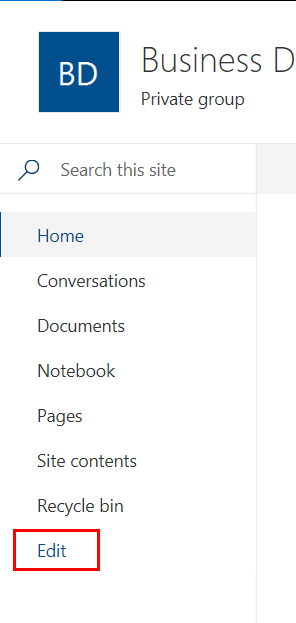 BD
Business D
Private group
Search this site
Home
Conversations
Documents
Notebook
Pages
Site contents
Recycle bin
Edit